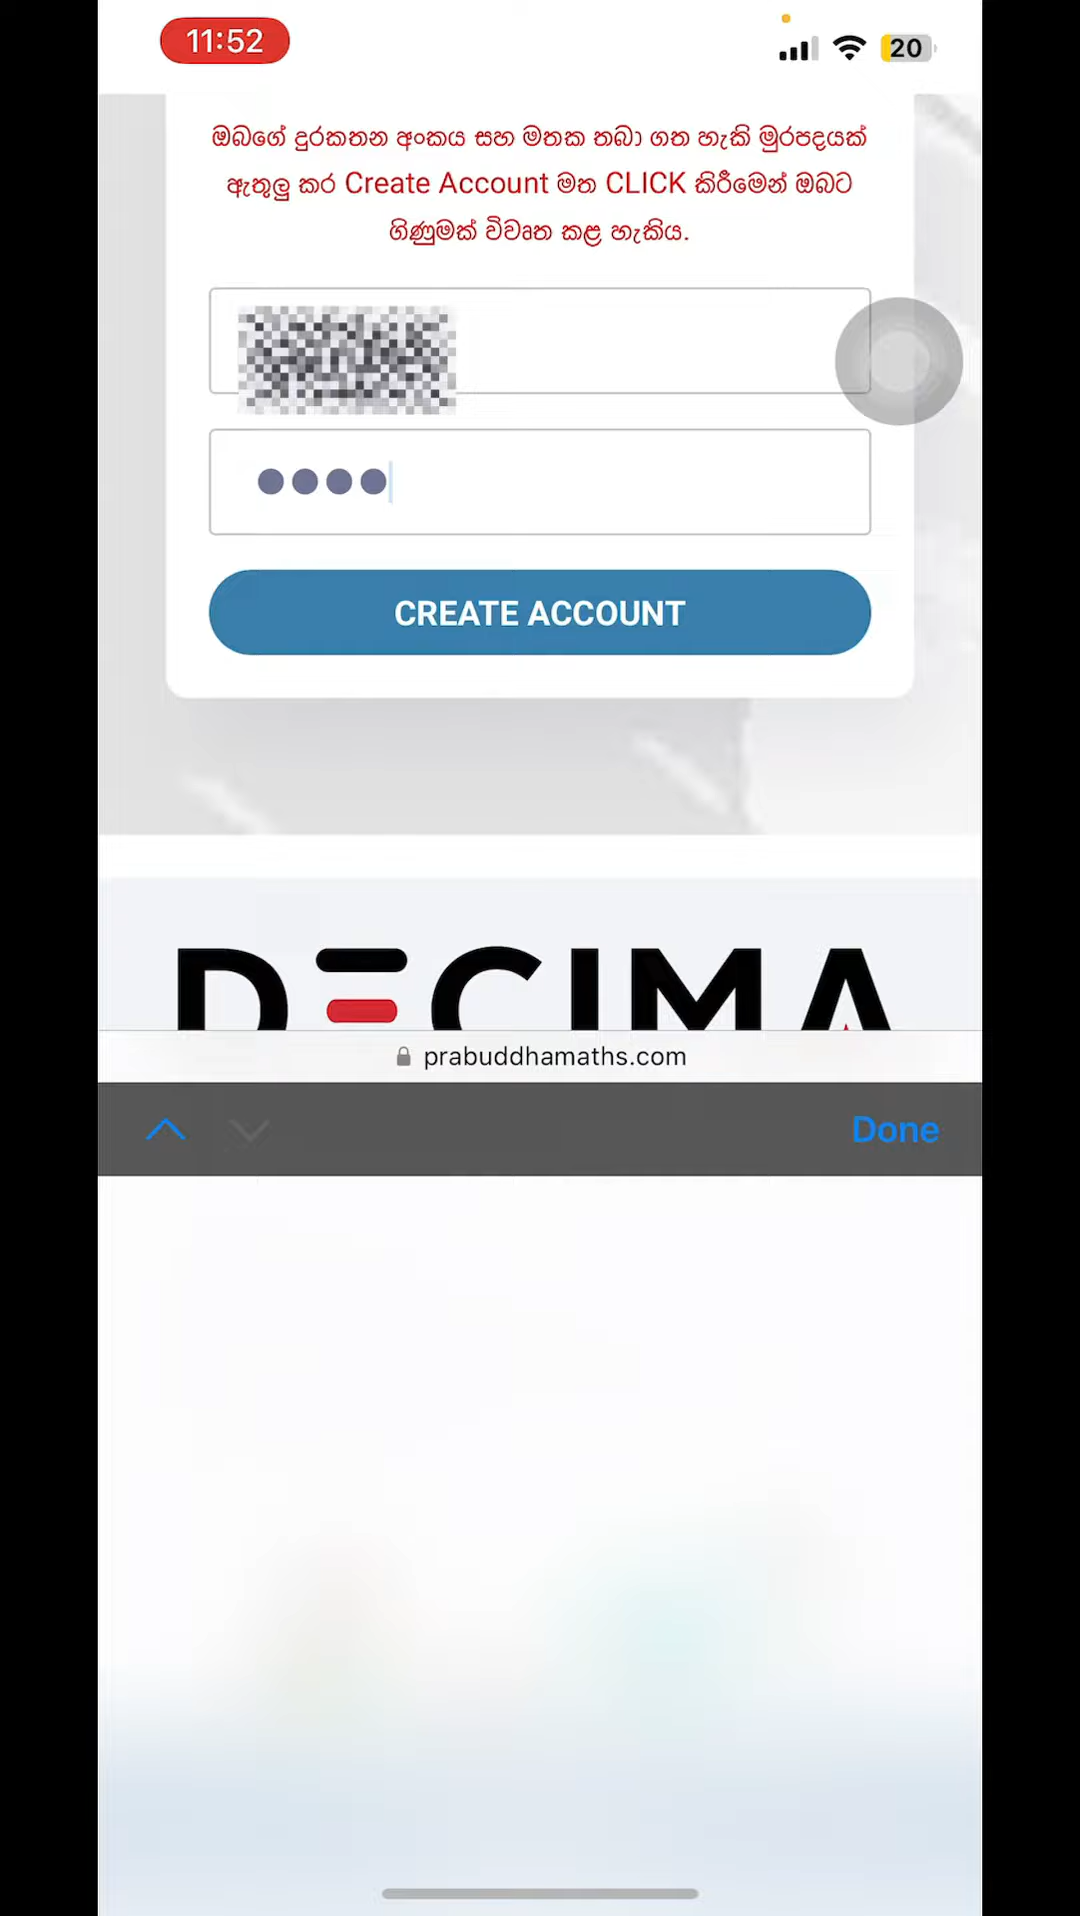 11:52
20
ඔබගේ දුරකතන අංකය සහ මතක තබා ගත හැකි මුරපදයක්
ඇතුලු කර Create Account මත CLICK කිරීමෙන් ඔබට
ගිණුමක් විවෘත කළ හැකිය.
CREATE ACCOUNT
DECIMA
prabuddhamaths.com
Done